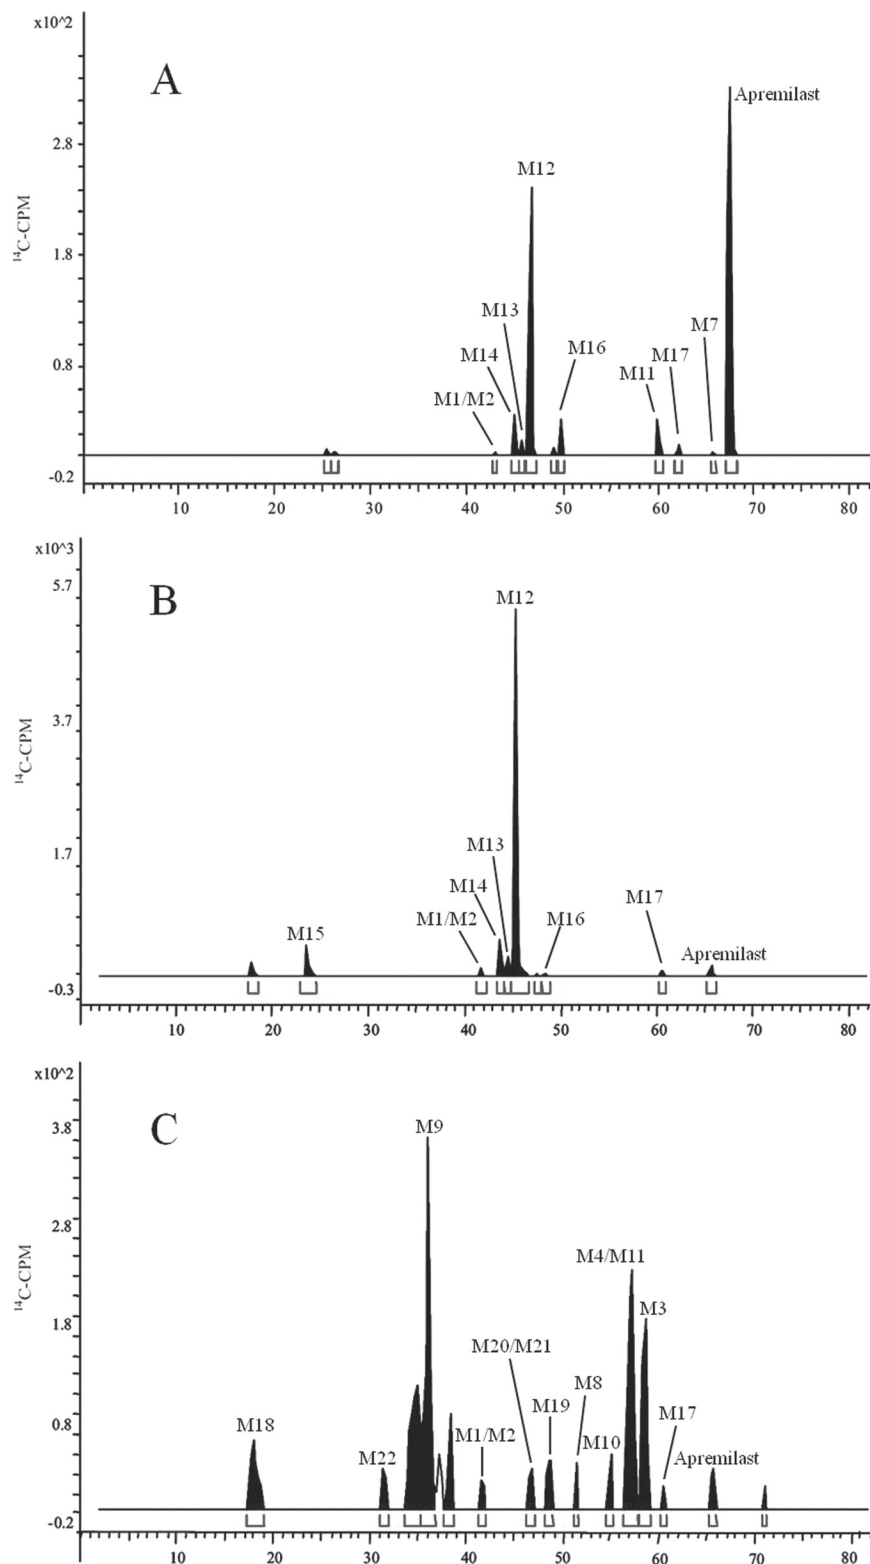 x10^2
A
Apremilast
2.8
M12
¹⁴C-CPM
1.8
M13
M7
M14
M16
M17
M11
0.8
M1/M2
-0.2
10 20 30 40 50 60 70 80
x10^3
5.7
B
M12
3.7
¹⁴C-CPM
1.7
M13
M14
M17
M1/M2
M16
M15
Apremilast
-0.3
10 20 30 40 50 60 70 80
x10^2
C
M9
3.8
2.8
M4/M11
¹⁴C-CPM
M3
1.8
M20/M21
M8
M19
M17
M18
M1/M2
0.8
M10
M22
Apremilast
-0.2
10 20 30 40 50 60 70 80